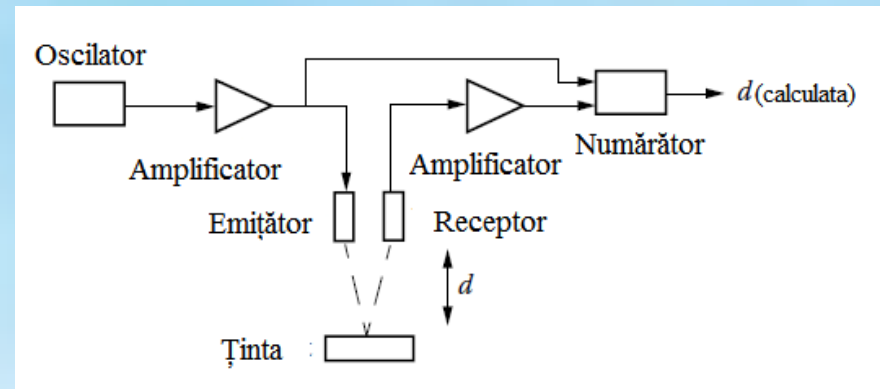 Oscilator
d (calculata)
Amplificator
Amplificator
Numărător
Emițător
Receptor
d
Ținta :